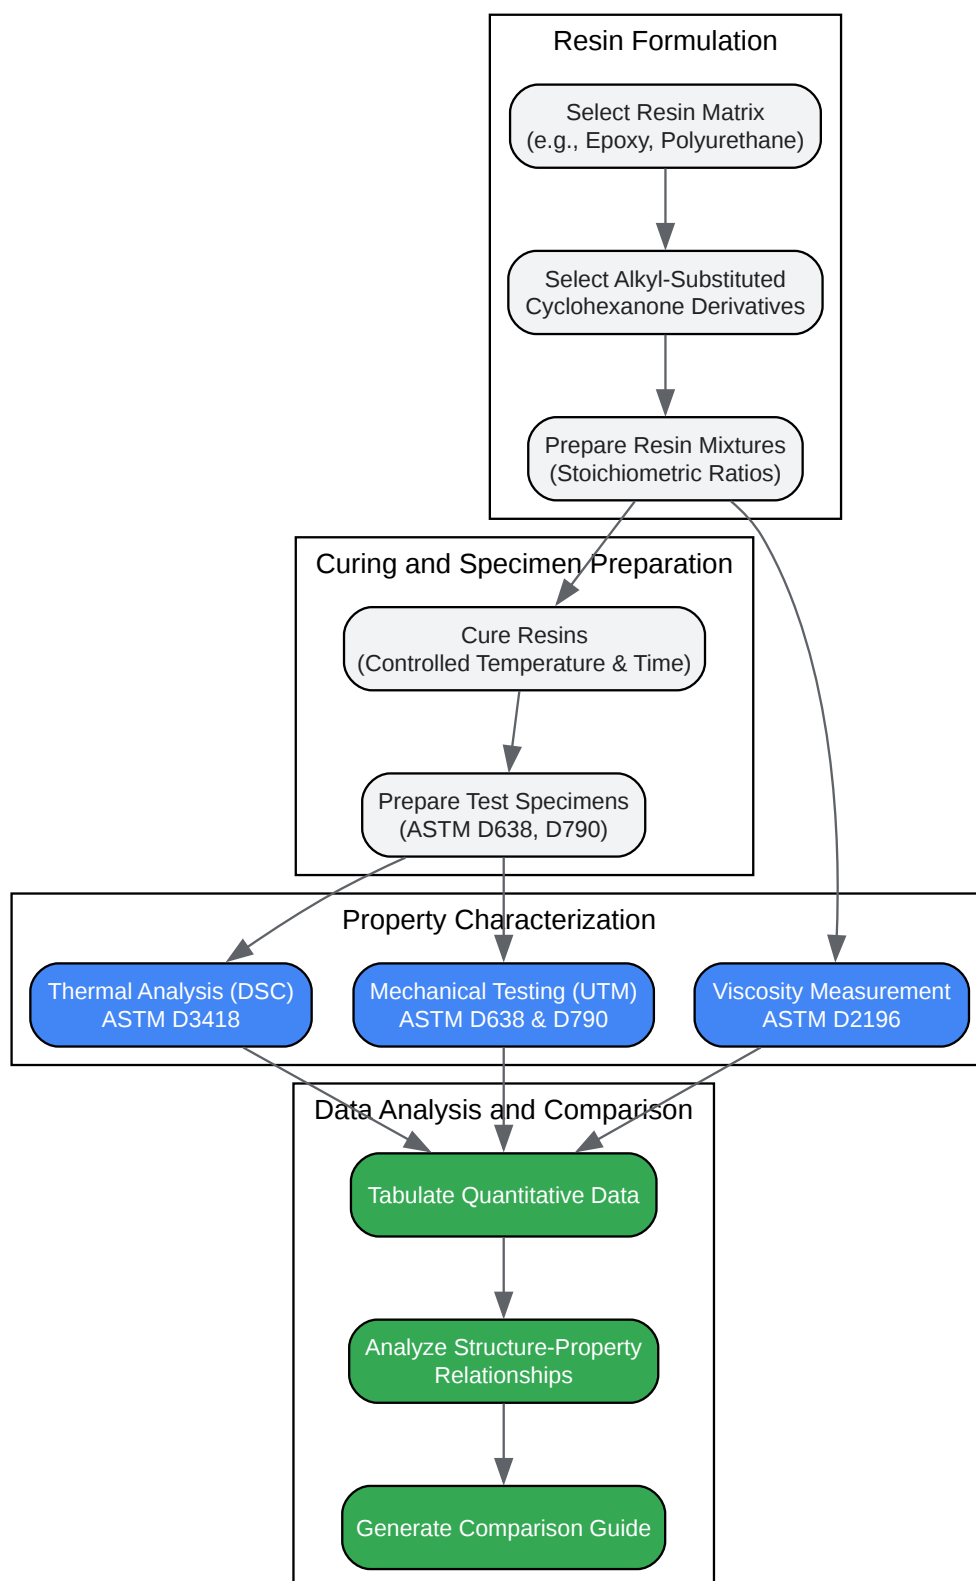 Resin Formulation
Select Resin Matrix
(e.g., Epoxy, Polyurethane)
Select Alkyl-Substituted
Cyclohexanone Derivatives
Prepare Resin Mixtures
(Stoichiometric Ratios)
Curing and Specimen Preparation
Cure Resins
(Controlled Temperature & Time)
Prepare Test Specimens
(ASTM D638, D790)
Property Characterization
Thermal Analysis (DSC)
ASTM D3418
Mechanical Testing (UTM)
ASTM D638 & D790
Viscosity Measurement
ASTM D2196
Data Analysis and Comparison
Tabulate Quantitative Data
Analyze Structure-Property
Relationships
Generate Comparison Guide